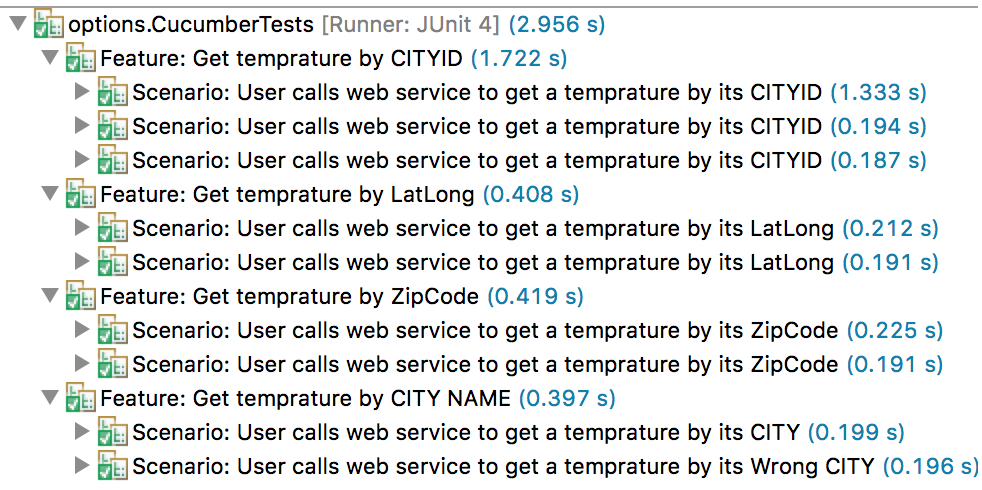 options.CucumberTests [Runner: JUnit 4] (2.956 s)
Feature: Get temprature by CITYID (1.722 s)
Scenario: User calls web service to get a temprature by its CITYID (1.333 s)
Scenario: User calls web service to get a temprature by its CITYID (0.194 s)
Scenario: User calls web service to get a temprature by its CITYID (0.187 s)
Feature: Get temprature by LatLong (0.408 s)
Scenario: User calls web service to get a temprature by its LatLong (0.212 s)
Scenario: User calls web service to get a temprature by its LatLong (0.191 s)
Feature: Get temprature by ZipCode (0.419 s)
Scenario: User calls web service to get a temprature by its ZipCode (0.225 s)
Scenario: User calls web service to get a temprature by its ZipCode (0.191 s)
Feature: Get temprature by CITY NAME (0.397 s)
Scenario: User calls web service to get a temprature by its CITY (0.199 s)
Scenario: User calls web service to get a temprature by its Wrong CITY (0.196 s)